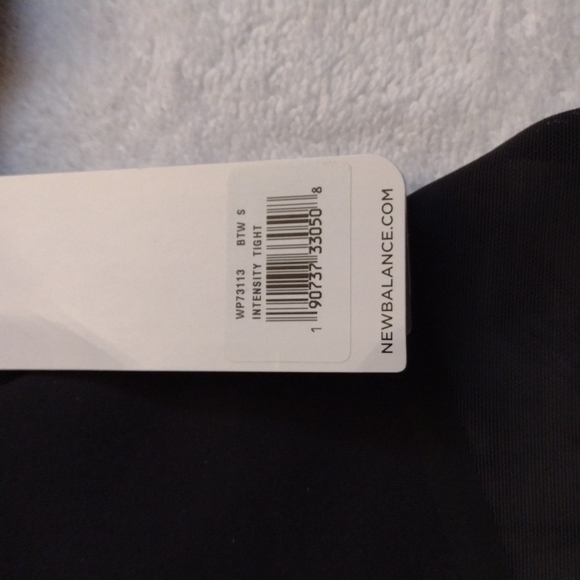 WP73113 BTW S
INTENSITY TIGHT
1 90737 33050 8
NEWBALANCE.COM